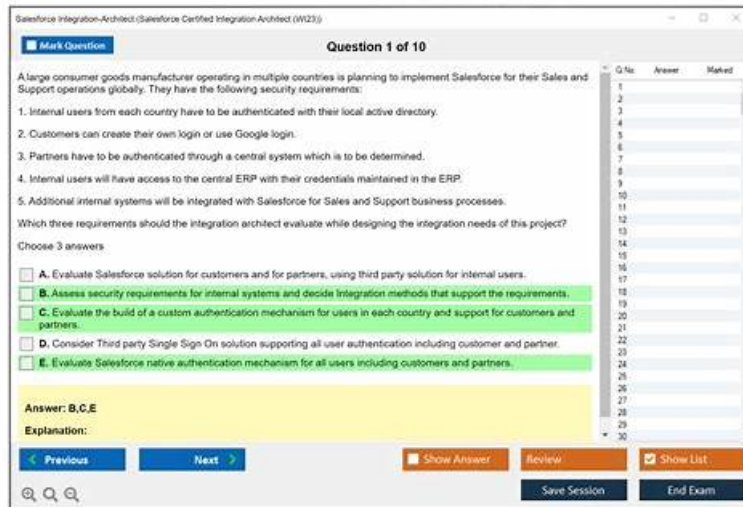 Salesforce Integration-Architect (Salesforce Certified Integration Architect (WI23))
Mark Question
Question 1 of 10
A large consumer goods manufacturer operating in multiple countries is planning to implement Salesforce for their Sales and
Support operations globally. They have the following security requirements:
1. Internal users from each country have to be authenticated with their local active directory.
2. Customers can create their own login or use Google login.
3. Partners have to be authenticated through a central system which is to be determined.
4. Internal users will have access to the central ERP with their credentials maintained in the ERP.
5. Additional internal systems will be integrated with Salesforce for Sales and Support business processes.
Which three requirements should the integration architect evaluate while designing the integration needs of this project?
Choose 3 answers
A. Evaluate Salesforce solution for customers and for partners, using third party solution for internal users.
B. Assess security requirements for internal systems and decide Integration methods that support the requirements.
C. Evaluate the build of a custom authentication mechanism for users in each country and support for customers and
partners.
D. Consider Third party Single Sign On solution supporting all user authentication including customer and partner.
E. Evaluate Salesforce native authentication mechanism for all users including customers and partners.
Answer: B,C,E
Explanation:
Q.No Answer Marked
1
2
3
4
5
6
7
8
9
10
11
12
13
14
15
16
17
18
19
20
21
22
23
24
25
26
27
28
29
30
Previous
Next
Show Answer
Review
Show List
Save Session
End Exam